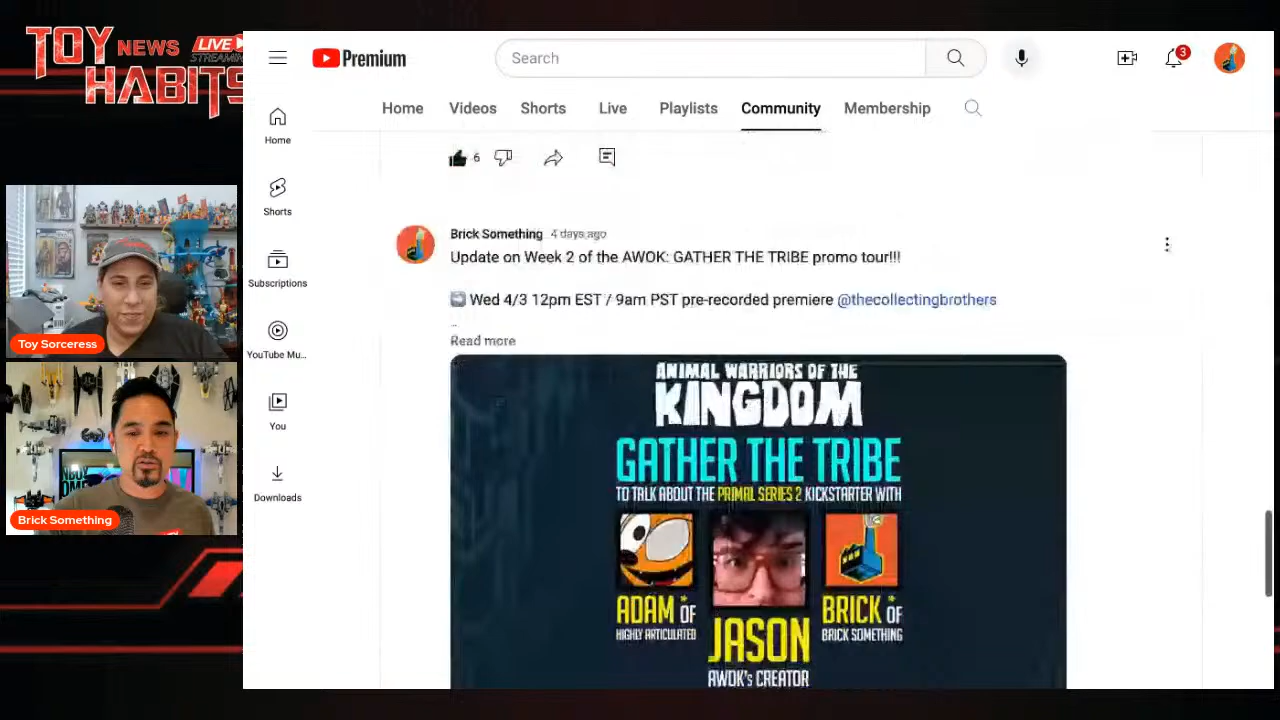 TOY NEWS LIVE
STREAMING
HABITS
Premium
Search
3
Home
Videos
Shorts
Live
Playlists
Community
Membership
Home
Shorts
Subscriptions
YouTube Mu...
You
Downloads
6
Brick Something 4 days ago
Update on Week 2 of the AWOK: GATHER THE TRIBE promo tour!!!
Wed 4/3 12pm EST / 9am PST pre-recorded premiere @thecollectingbrothers
..
Read more
ANIMAL WARRIORS OF THE
KINGDOM
GATHER THE TRIBE
TO TALK ABOUT THE PRIMAL SERIES 2 KICKSTARTER WITH
ADAM * OF
HIGHLY ARTICULATED
JASON
AWOK's CREATOR
BRICK * OF
BRICK SOMETHING
Toy Sorceress
Brick Something